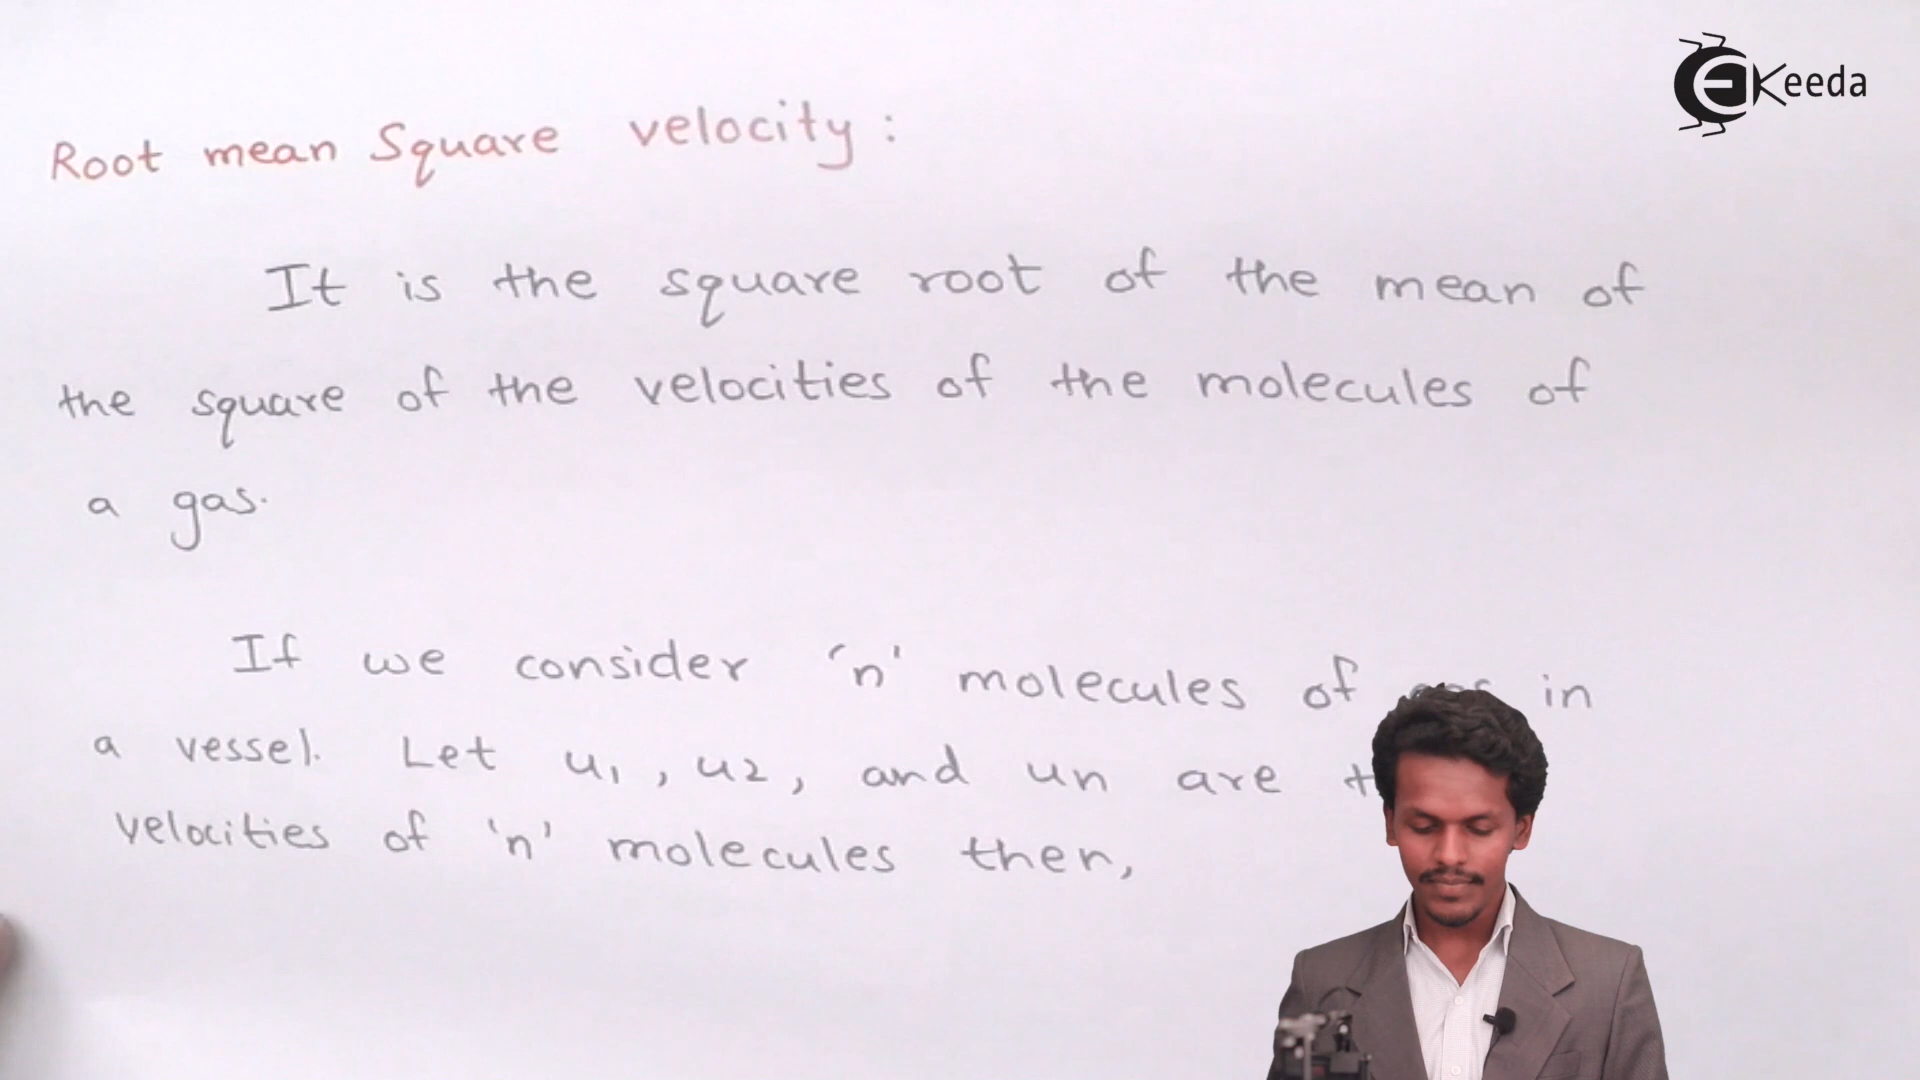 EKeeda
Root mean Square velocity :
It is the square root of the mean of
the square of the velocities of the molecules of
a gas.
If we consider 'n' molecules of in
a vessel. Let u1, u2, and un are
velocities of 'n' molecules then,